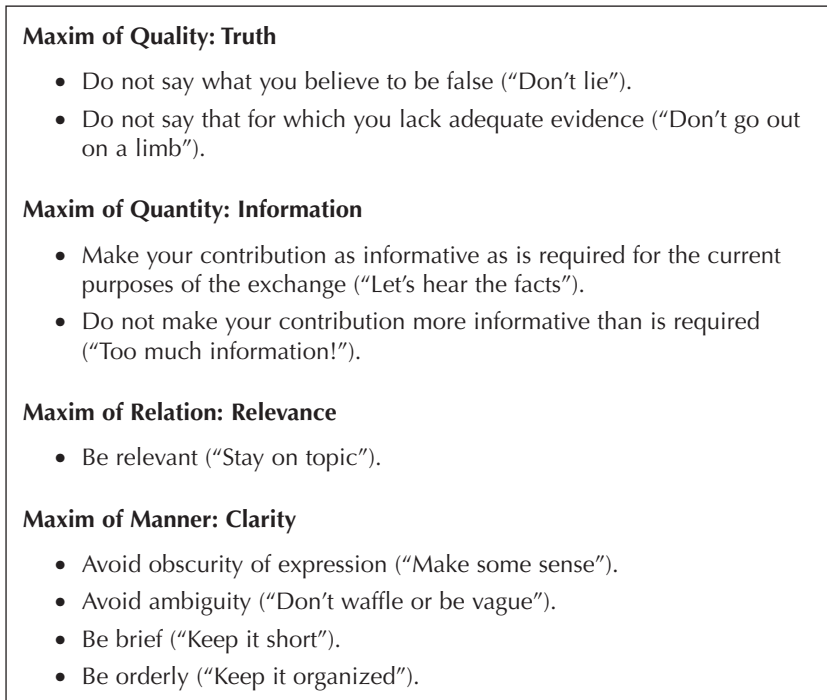 Maxim of Quality: Truth
• Do not say what you believe to be false (“Don’t lie”).
• Do not say that for which you lack adequate evidence (“Don’t go out
on a limb”).
Maxim of Quantity: Information
• Make your contribution as informative as is required for the current
purposes of the exchange (“Let’s hear the facts”).
• Do not make your contribution more informative than is required
(“Too much information!”).
Maxim of Relation: Relevance
• Be relevant (“Stay on topic”).
Maxim of Manner: Clarity
• Avoid obscurity of expression (“Make some sense”).
• Avoid ambiguity (“Don’t waffle or be vague”).
• Be brief (“Keep it short”).
• Be orderly (“Keep it organized”).